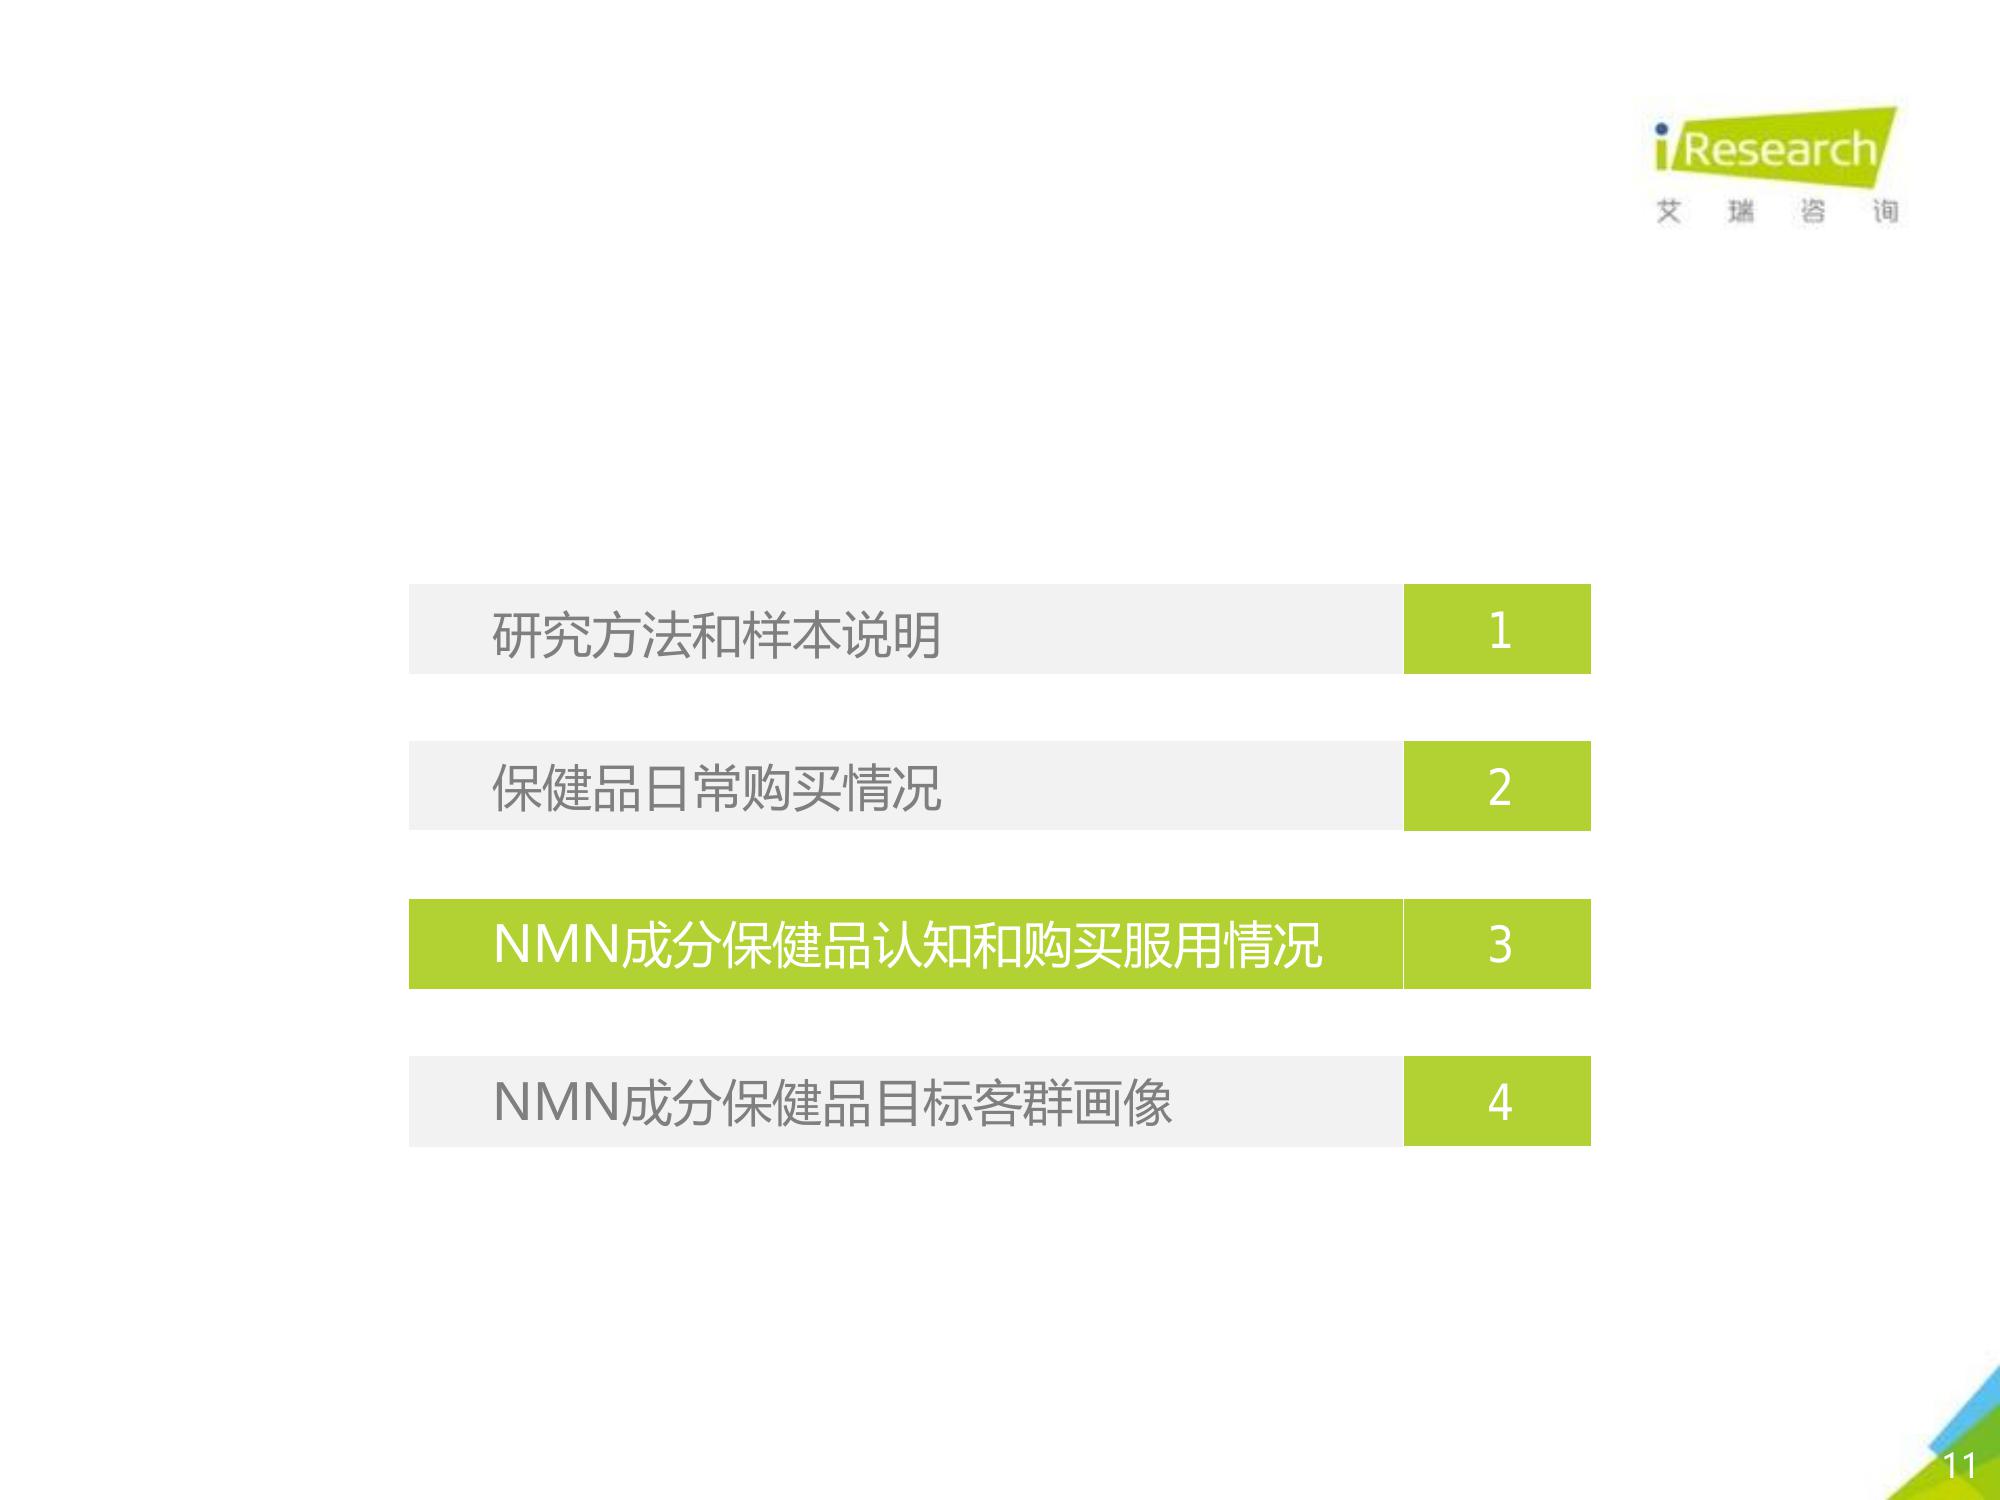 iResearch
艾瑞咨询
研究方法和样本说明 1
保健品日常购买情况 2
NMN成分保健品认知和购买服用情况 3
NMN成分保健品目标客群画像 4
11